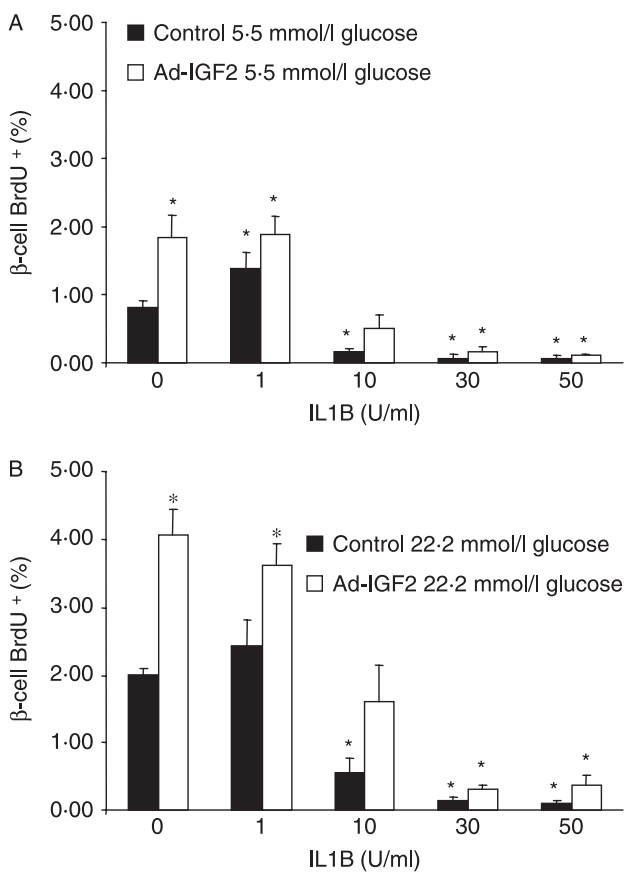 A
5·00
4·00
3·00
2·00
1·00
0·00
β-cell BrdU + (%)
Control 5·5 mmol/l glucose
Ad-IGF2 5·5 mmol/l glucose
* * * * * * * *
0 1 10 30 50
IL1B (U/ml)
B
5·00
4·00
3·00
2·00
1·00
0·00
β-cell BrdU + (%)
Control 22·2 mmol/l glucose
Ad-IGF2 22·2 mmol/l glucose
* * * * * * *
0 1 10 30 50
IL1B (U/ml)